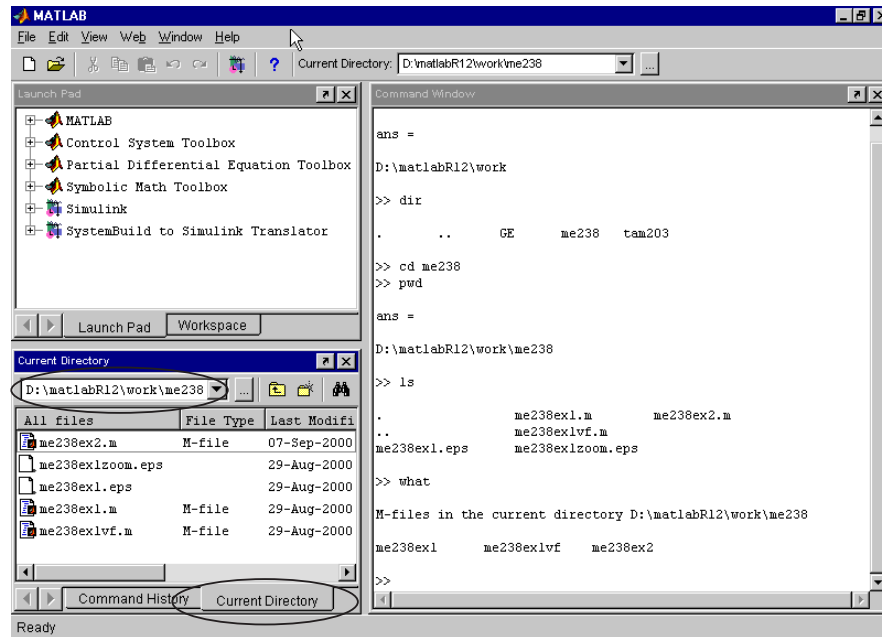 MATLAB
File Edit View Web Window Help
Current Directory: D:\matlabR12\work\me238 ...
Launch Pad
MATLAB
Control System Toolbox
Partial Differential Equation Toolbox
Symbolic Math Toolbox
Simulink
SystemBuild to Simulink Translator
Launch Pad Workspace
Current Directory
D:\matlabR12\work\me238 ...
All files File Type Last Modifi
me238ex2.m M-file 07-Sep-2000
me238ex1zoom.eps 29-Aug-2000
me238ex1.eps 29-Aug-2000
me238ex1.m M-file 29-Aug-2000
me238ex1vf.m M-file 29-Aug-2000
Command History Current Directory
Command Window
ans =
D:\matlabR12\work
>> dir
. .. GE me238 tam203
>> cd me238
>> pwd
ans =
D:\matlabR12\work\me238
>> ls
. me238ex1.m me238ex2.m
.. me238ex1vf.m
me238ex1.eps me238ex1zoom.eps
>> what
M-files in the current directory D:\matlabR12\work\me238
me238ex1 me238ex1vf me238ex2
>>
Ready